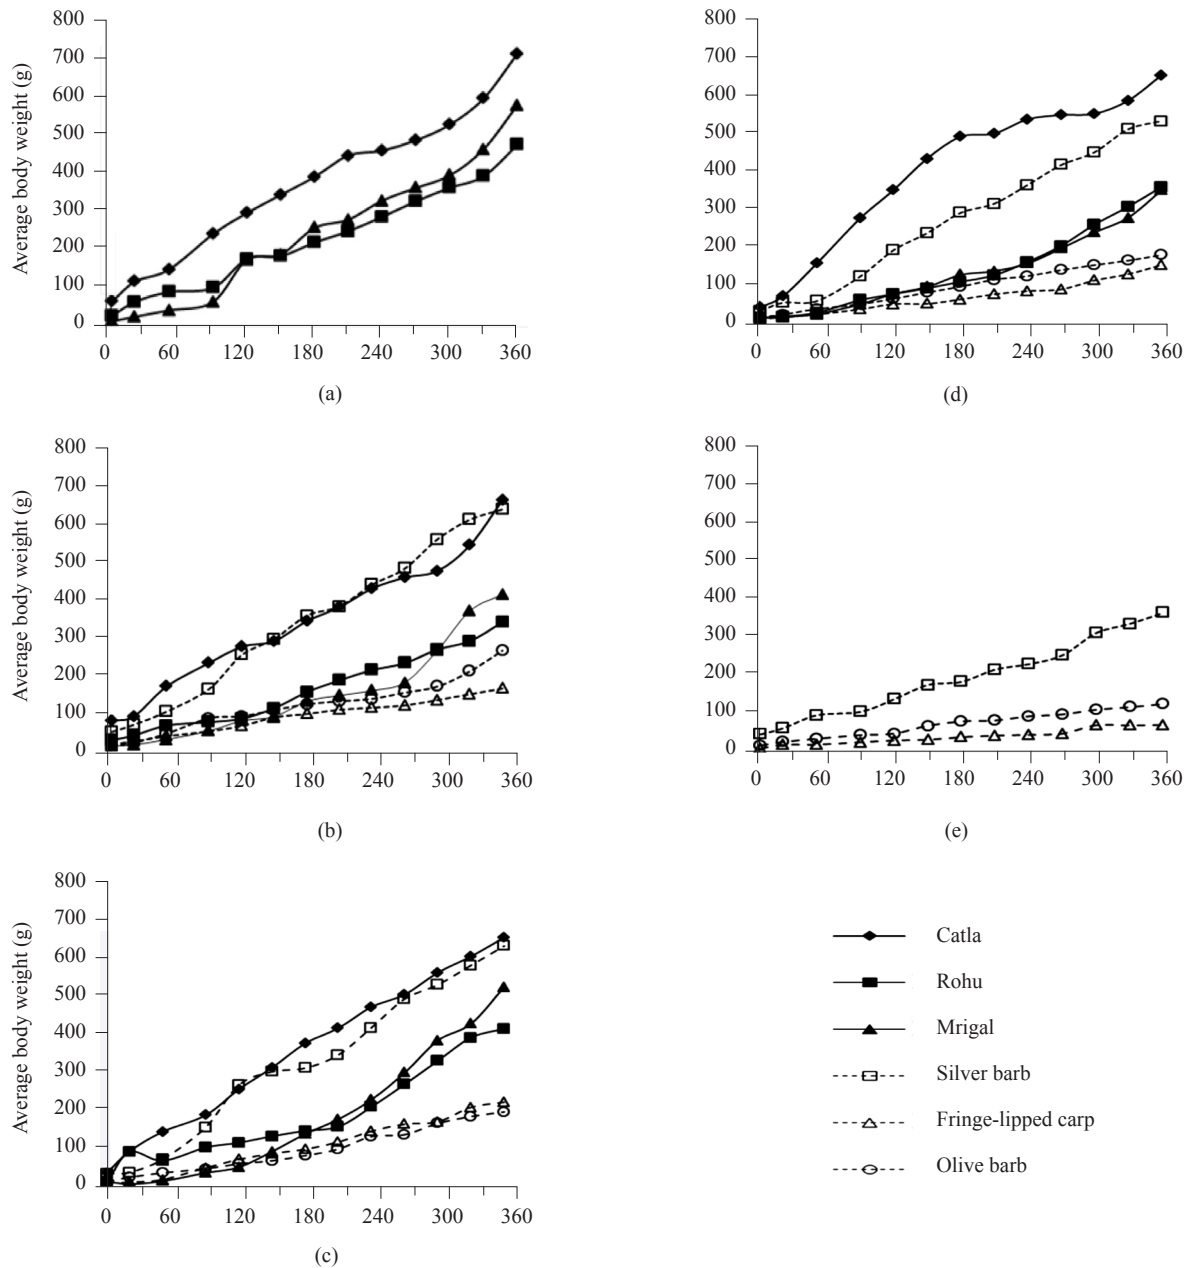 800
700
600
500
400
300
200
100
0
Average body weight (g)
0 60 120 180 240 300 360
(a)
800
700
600
500
400
300
200
100
0
0 60 120 180 240 300 360
(d)
800
700
600
500
400
300
200
100
0
Average body weight (g)
0 60 120 180 240 300 360
(b)
800
700
600
500
400
300
200
100
0
0 60 120 180 240 300 360
(e)
800
700
600
500
400
300
200
100
0
Average body weight (g)
0 60 120 180 240 300 360
(c)
Catla
Rohu
Mrigal
Silver barb
Fringe-lipped carp
Olive barb